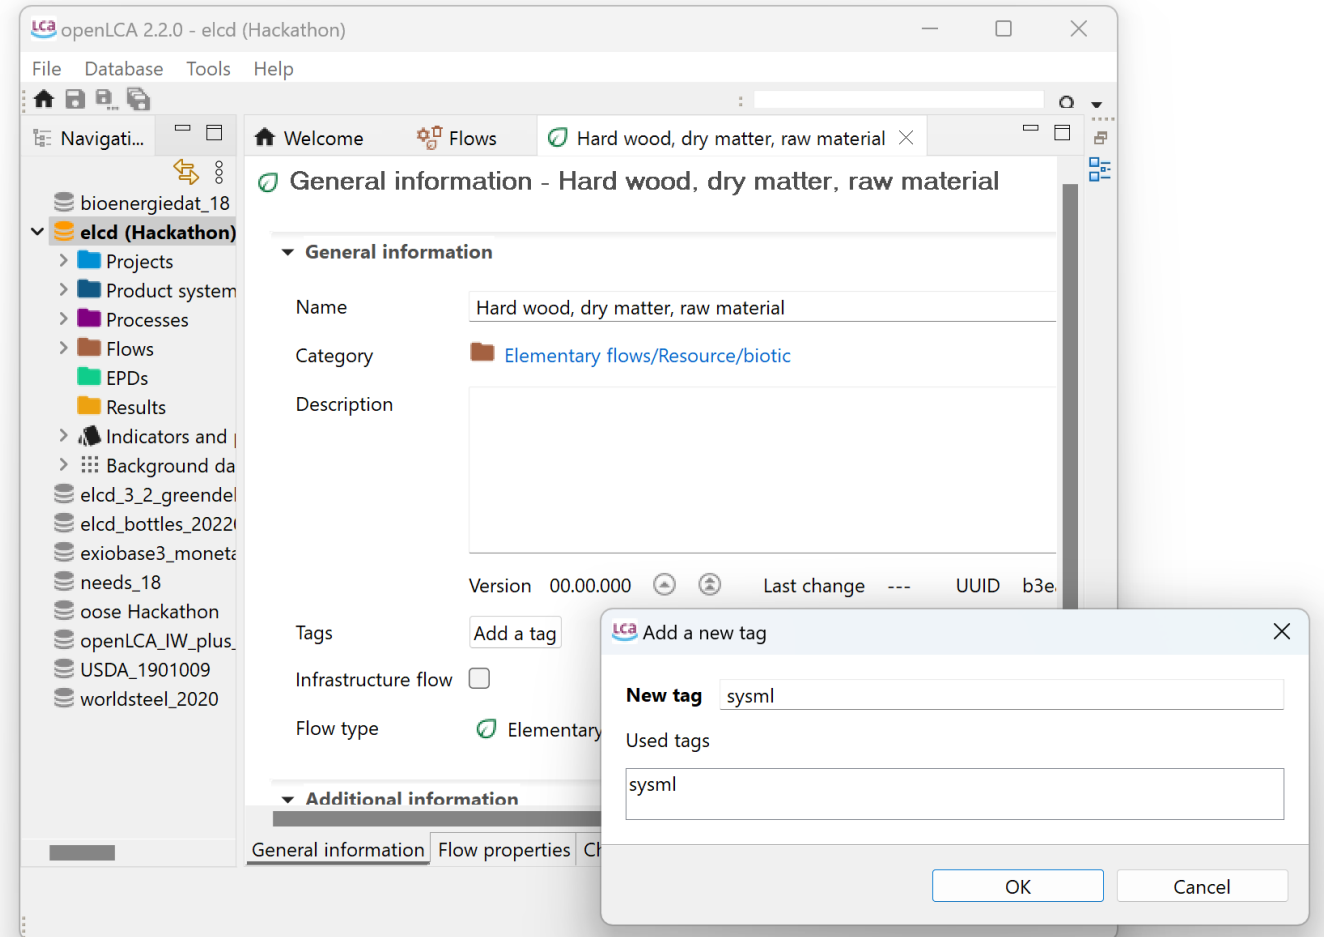 LCa openLCA 2.2.0 - elcd (Hackathon)
File Database Tools Help
Navigati...
Welcome
Flows
Hard wood, dry matter, raw material
General information - Hard wood, dry matter, raw material
bioenergiedat_18
elcd (Hackathon)
Projects
Product system
Processes
Flows
EPDs
Results
Indicators and
Background da
elcd_3_2_greendel
elcd_bottles_2022
exiobase3_moneta
needs_18
oose Hackathon
openLCA_IW_plus_
USDA_1901009
worldsteel_2020
General information
Name Hard wood, dry matter, raw material
Category Elementary flows/Resource/biotic
Description
Version 00.00.000 Last change --- UUID b3e
Tags Add a tag
Infrastructure flow
Flow type Elementary
Additional information
General information Flow properties Ch
LCa Add a new tag
New tag sysml
Used tags
sysml
OK Cancel